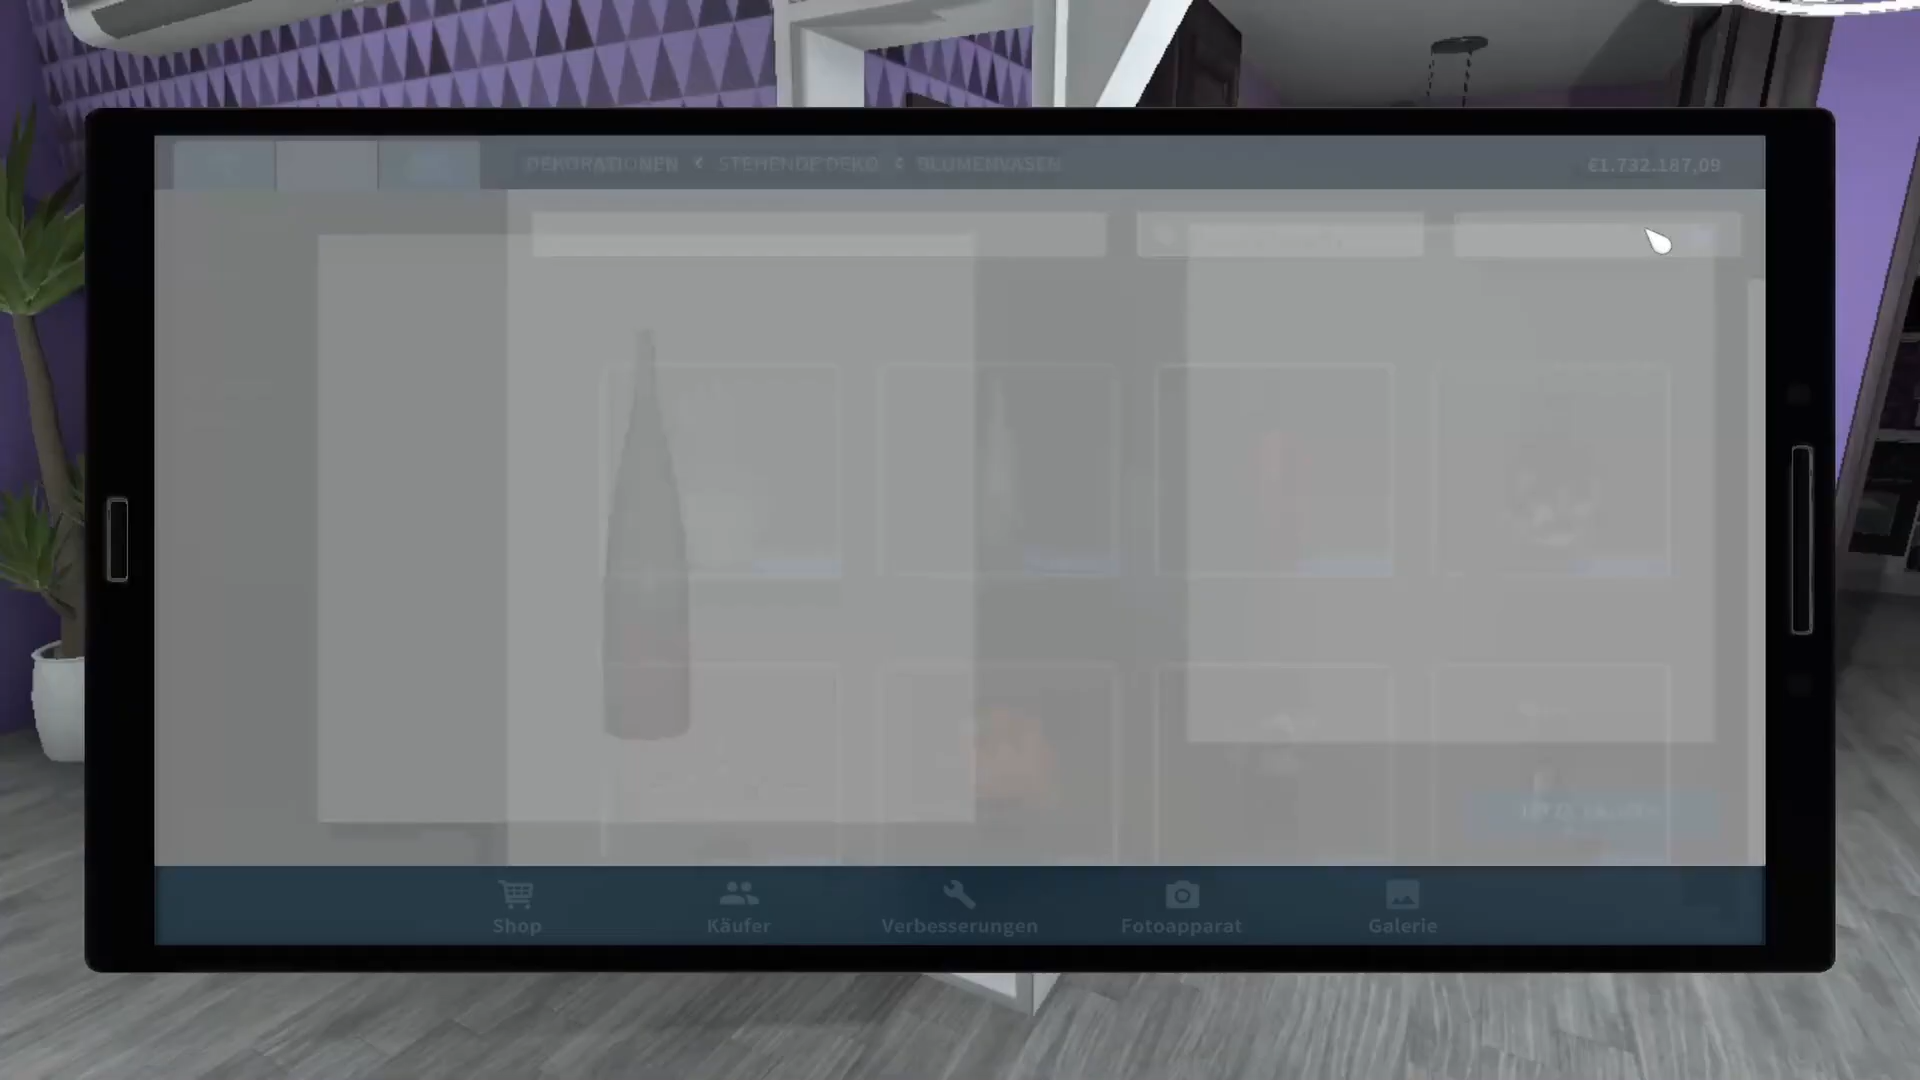 DEKORATIONEN < STEHENDE DEKO < BLUMENVASEN
€1.732.187,09
Shop
Käufer
Verbesserungen
Fotoapparat
Galerie